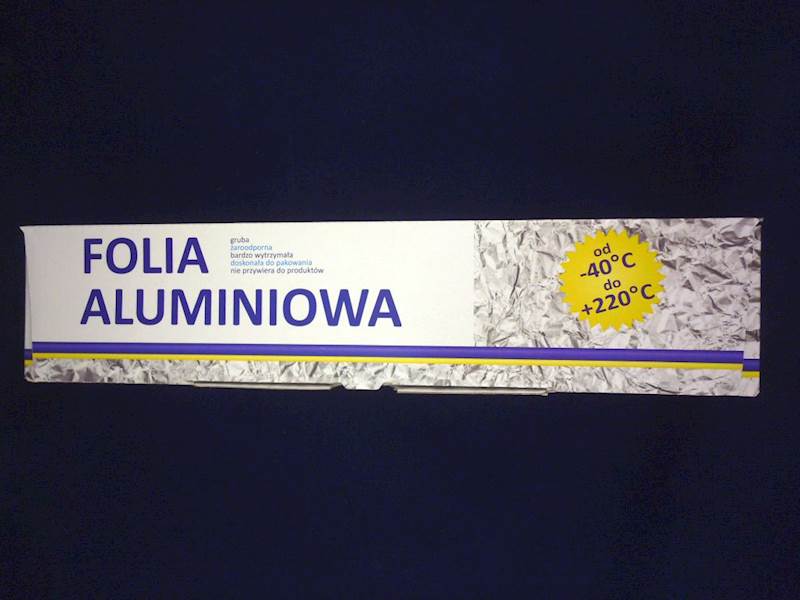 FOLIA
ALUMINIOWA
gruba
żaroodporna
bardzo wytrzymała
doskonała do pakowania
nie przywiera do produktów
od
-40°C
do
+220°C